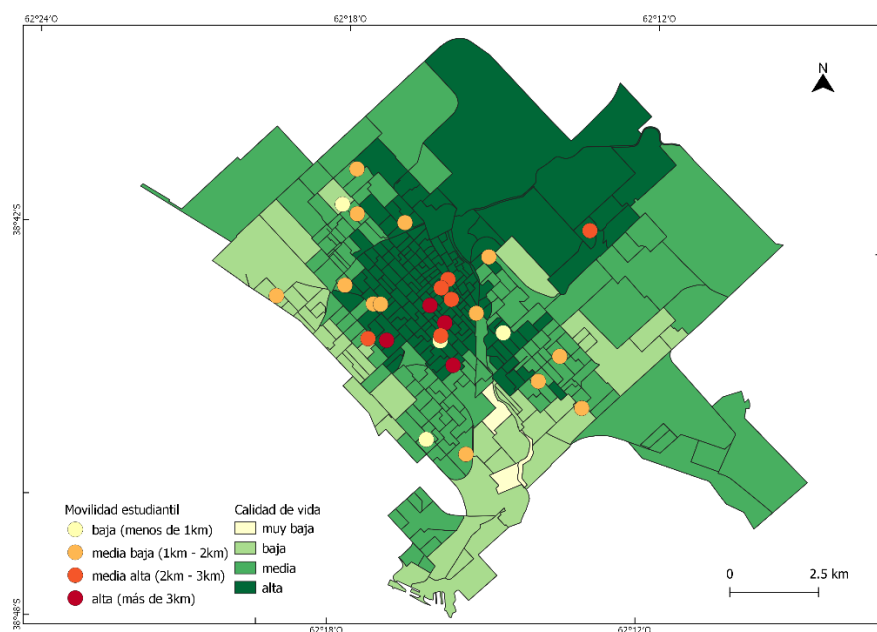 62°24'O 62°18'O 62°12'O
N
38°42'S
Movilidad estudiantil
baja (menos de 1km)
media baja (1km - 2km)
media alta (2km - 3km)
alta (más de 3km)
Calidad de vida
muy baja
baja
media
alta
0 2.5 km
38°48'S
62°18'O 62°12'O